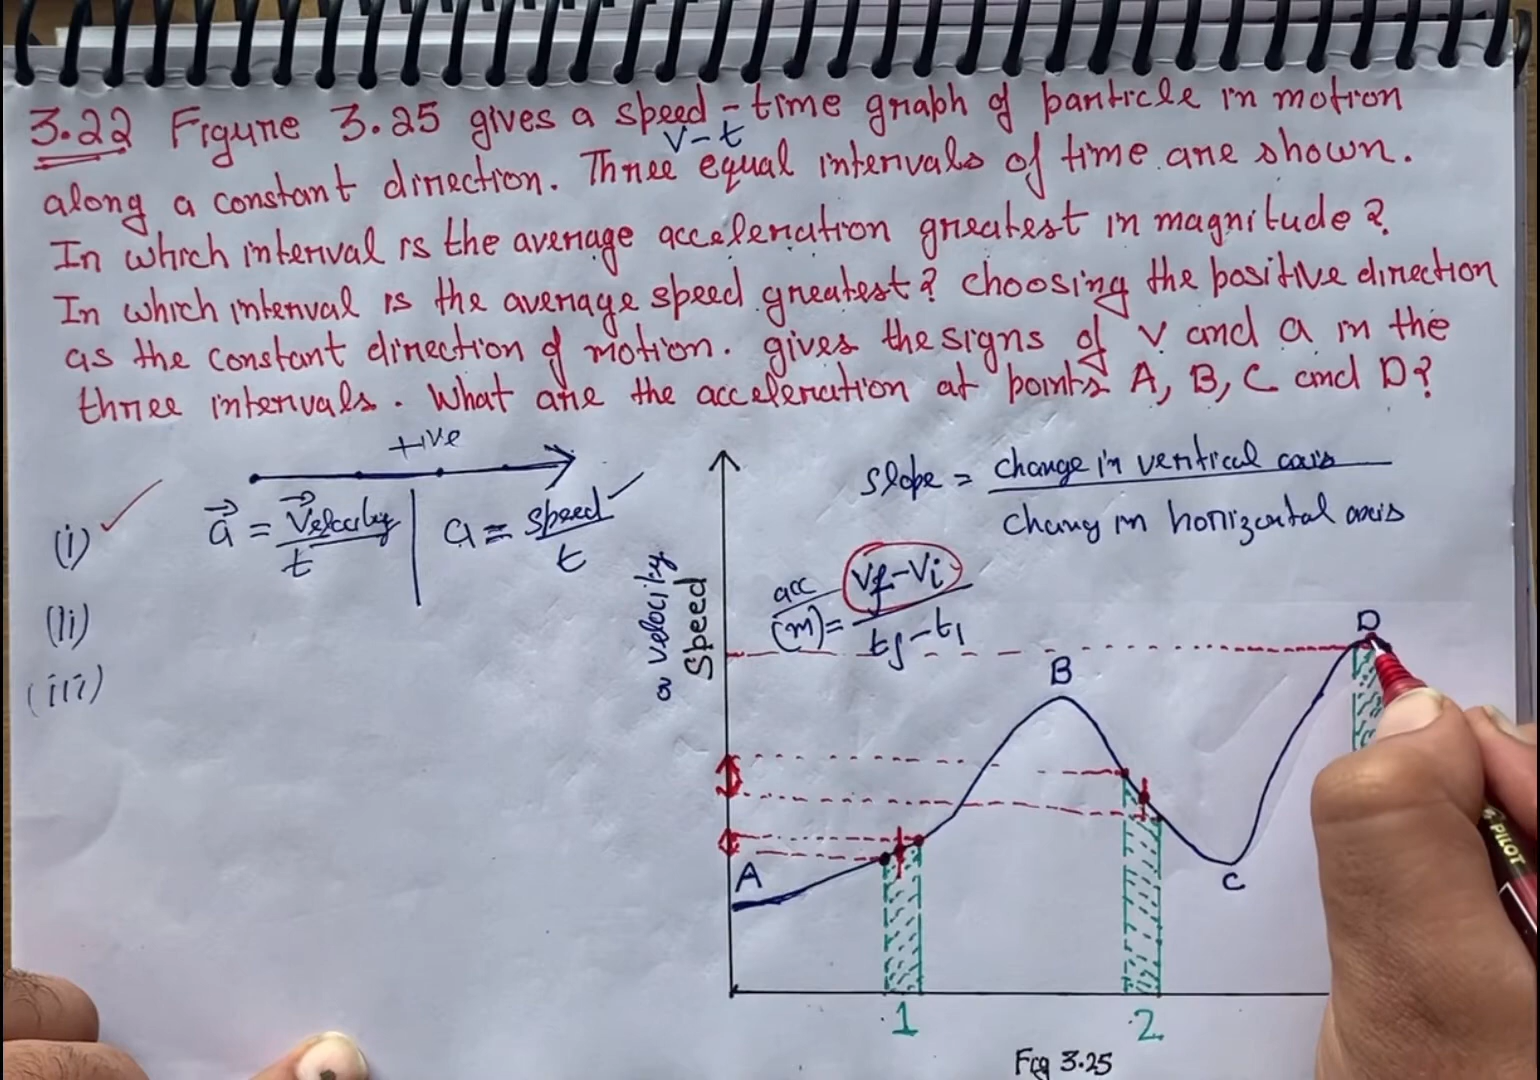 3.22 Figure 3.25 gives a speed-time graph of particle in motion
v-t
along a constant direction. Three equal intervals of time are shown.
In which interval is the average acceleration greatest in magnitude?
In which interval is the average speed greatest? choosing the positive direction
as the constant direction of motion. gives the signs of v and a in the
three intervals. What are the acceleration at points A, B, C and D?
+ive
(i) a = Velocity / t
a = speed / t
(ii)
(iii)
slope = change in vertical axis
chang in horizontal axis
acc (m) = Vf-Vi
tf-t1
velocity
Speed
A
B
C
D
1
2
PILOT
Fig 3.25